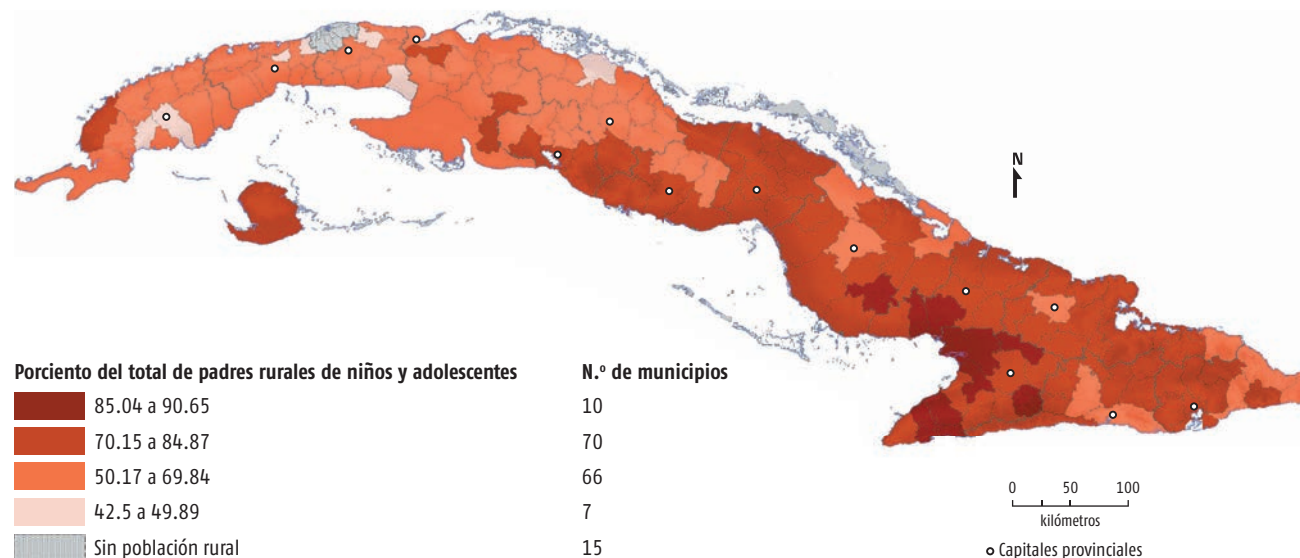 N
Porciento del total de padres rurales de niños y adolescentes N.º de municipios
85.04 a 90.65 10
70.15 a 84.87 70
50.17 a 69.84 66
42.5 a 49.89 7
Sin población rural 15
0 50 100
kilómetros
Capitales provinciales